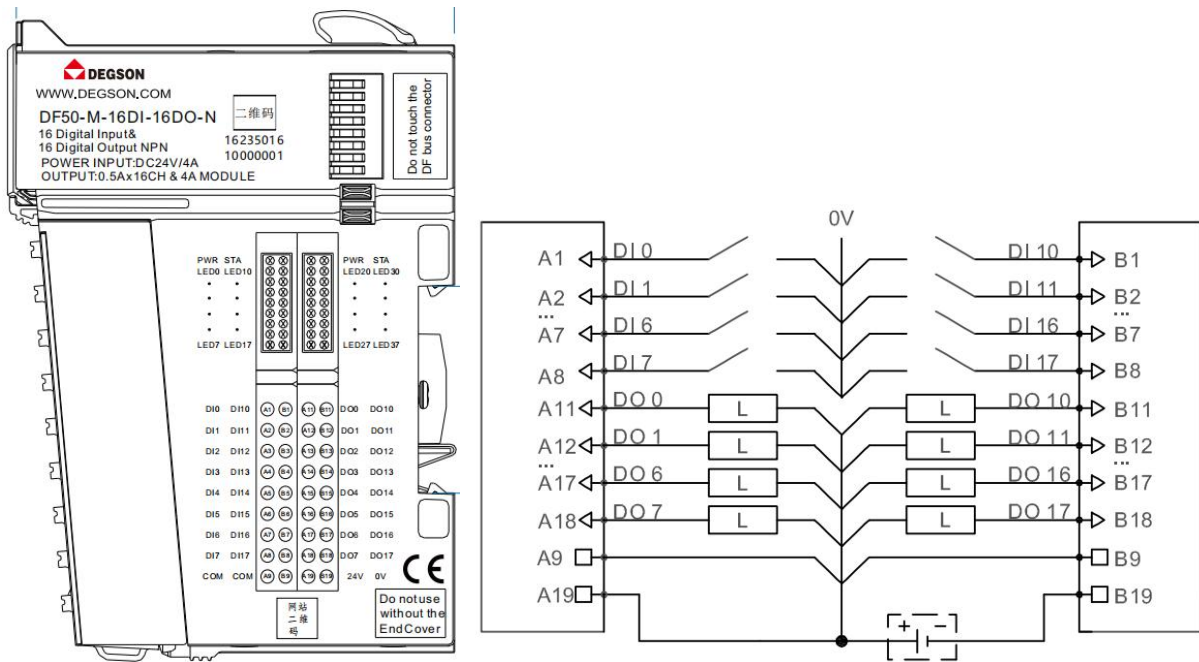 DEGSON
WWW.DEGSON.COM
DF50-M-16DI-16DO-N
16 Digital Input&
16 Digital Output NPN
POWER INPUT:DC24V/4A
OUTPUT:0.5Ax16CH & 4A MODULE
二维码
16235016
10000001
Do not touch the
DF bus connector
PWR STA PWR STA
LED0 LED10 LED20 LED30
LED7 LED17 LED27 LED37
DI0 DI10 A1 B1 A11 B11 DO0 DO10
DI1 DI11 A2 B2 A12 B12 DO1 DO11
DI2 DI12 A3 B3 A13 B13 DO2 DO12
DI3 DI13 A4 B4 A14 B14 DO3 DO13
DI4 DI14 A5 B5 A15 B15 DO4 DO14
DI5 DI15 A6 B6 A16 B16 DO5 DO15
DI6 DI16 A7 B7 A17 B17 DO6 DO16
DI7 DI17 A8 B8 A18 B18 DO7 DO17
COM COM A9 B9 A19 B19 24V 0V
CE
网站
二维
码
Do not use
without the
EndCover
0V
A1 DI 0 DI 10 B1
A2 DI 1 DI 11 B2
... ...
A7 DI 6 DI 16 B7
A8 DI 7 DI 17 B8
A11 DO 0 L L DO 10 B11
A12 DO 1 L L DO 11 B12
... ...
A17 DO 6 L L DO 16 B17
A18 DO 7 L L DO 17 B18
A9 B9
A19 B19
+ −